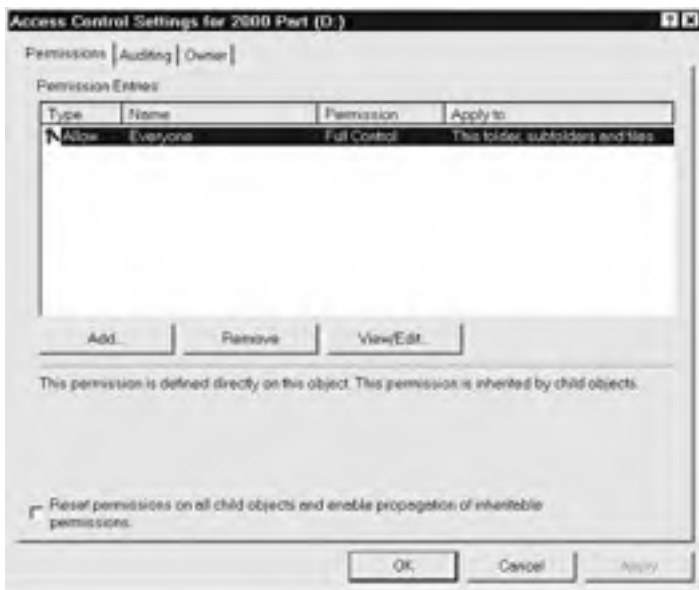 Access Control Settings for 2000 Part (D:)
Permissions Auditing Owner
Permission Entries:
Type Name Permission Apply to
Allow Everyone Full Control This folder, subfolders and files
Add... Remove View/Edit...
This permission is defined directly on this object. This permission is inherited by child objects.
Reset permissions on all child objects and enable propagation of inheritable
permissions.
OK Cancel Apply